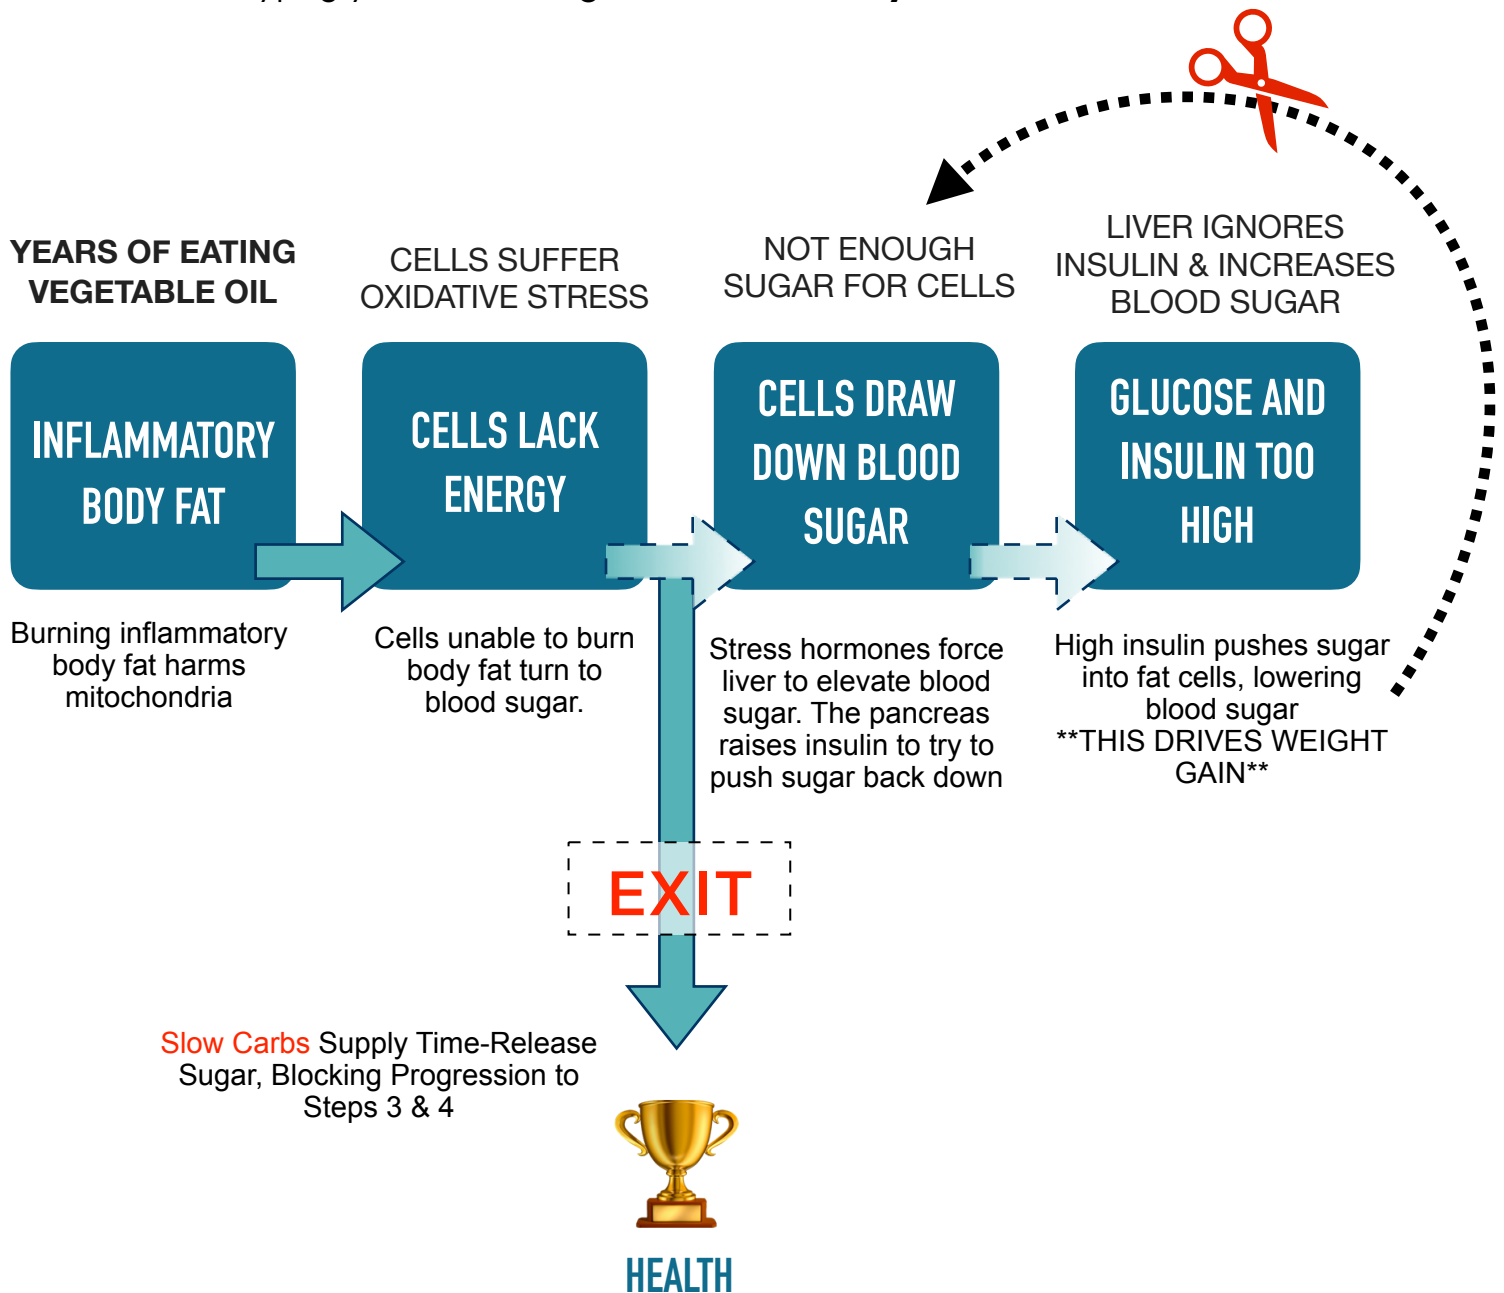 YEARS OF EATING
VEGETABLE OIL
INFLAMMATORY
BODY FAT
Burning inflammatory
body fat harms
mitochondria
CELLS SUFFER
OXIDATIVE STRESS
CELLS LACK
ENERGY
Cells unable to burn
body fat turn to
blood sugar.
NOT ENOUGH
SUGAR FOR CELLS
CELLS DRAW
DOWN BLOOD
SUGAR
Stress hormones force
liver to elevate blood
sugar. The pancreas
raises insulin to try to
push sugar back down
LIVER IGNORES
INSULIN & INCREASES
BLOOD SUGAR
GLUCOSE AND
INSULIN TOO
HIGH
High insulin pushes sugar
into fat cells, lowering
blood sugar
**THIS DRIVES WEIGHT
GAIN**
EXIT
Slow Carbs Supply Time-Release
Sugar, Blocking Progression to
Steps 3 & 4
HEALTH